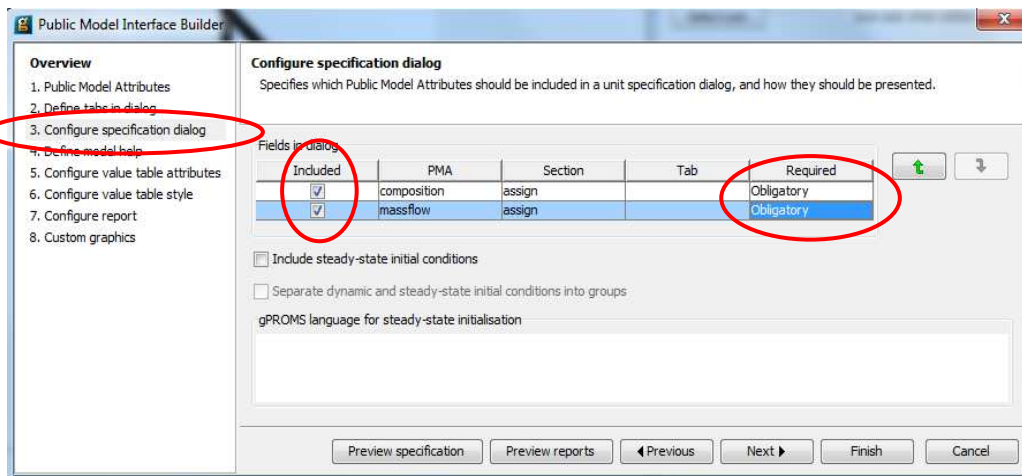 Public Model Interface Builder
Overview
1. Public Model Attributes
2. Define tabs in dialog
3. Configure specification dialog
4. Define model help
5. Configure value table attributes
6. Configure value table style
7. Configure report
8. Custom graphics
Configure specification dialog
Specifies which Public Model Attributes should be included in a unit specification dialog, and how they should be presented.
Fields in dialog
Included PMA Section Tab Required
composition assign Obligatory
massflow assign Obligatory
Include steady-state initial conditions
Separate dynamic and steady-state initial conditions into groups
gPROMS language for steady-state initialisation
Preview specification Preview reports Previous Next Finish Cancel